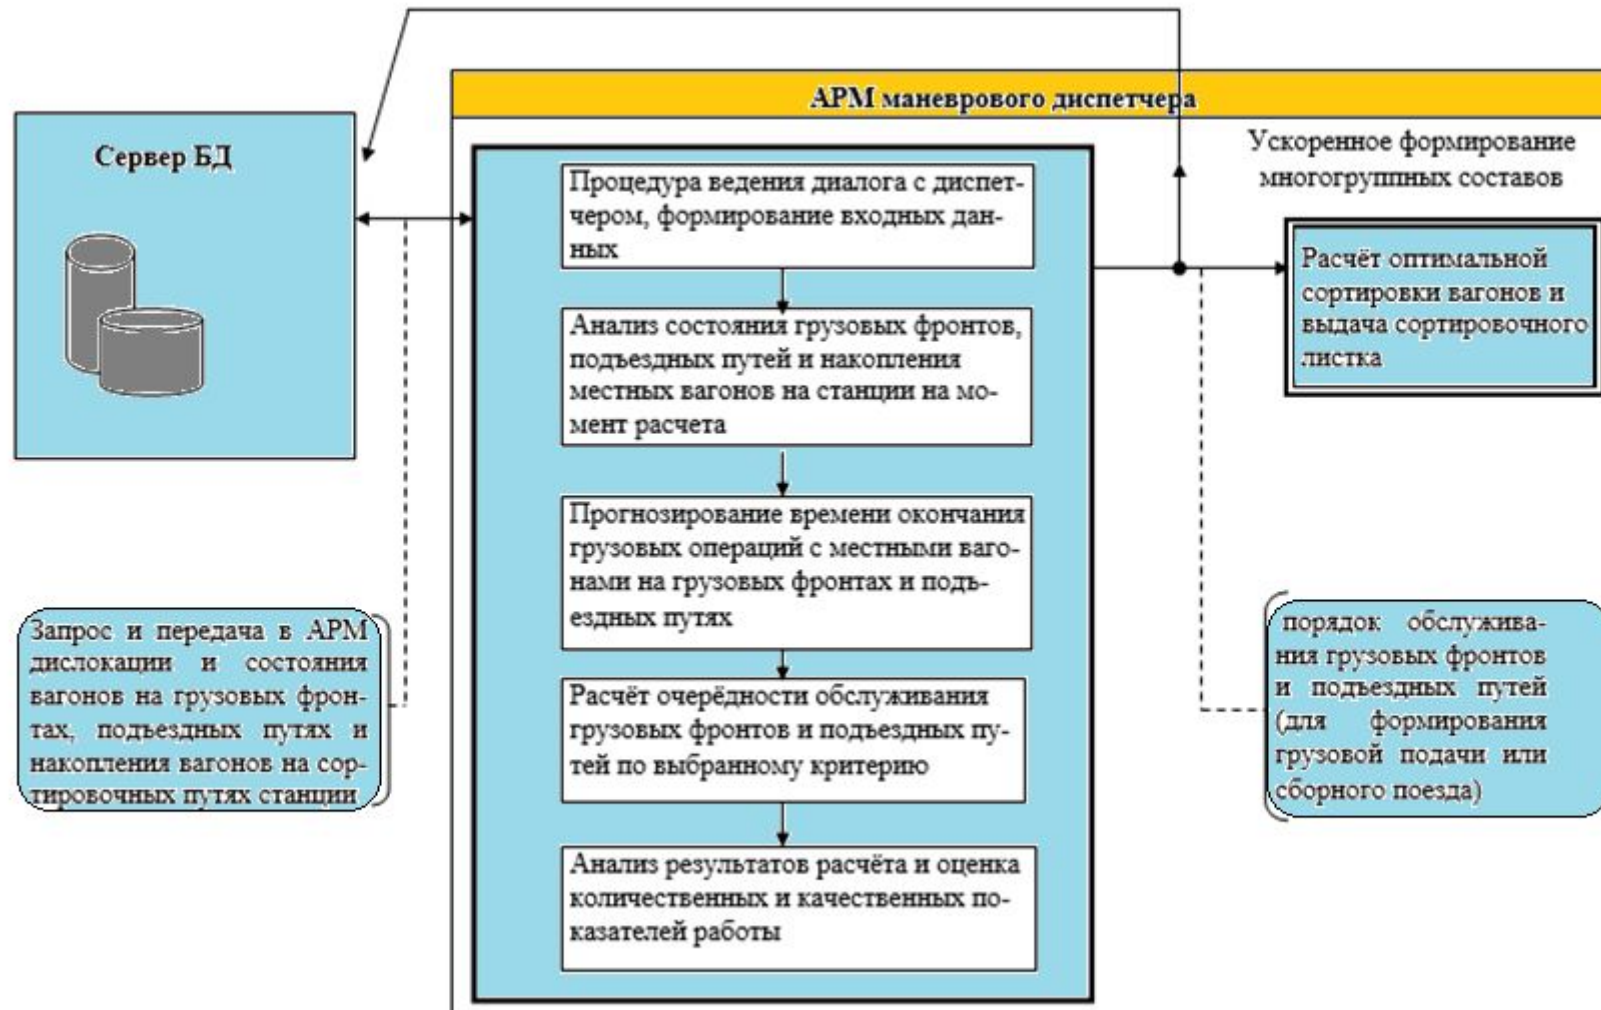 АРМ маневрового диспетчера
Сервер БД
Процедура ведения диалога с диспет-
чером, формирование входных дан-
ных
Анализ состояния грузовых фронтов,
подъездных путей и накопления
местных вагонов на станции на мо-
мент расчета
Прогнозирование времени окончания
грузовых операций с местными ваго-
нами на грузовых фронтах и подъ-
ездных путях
Расчёт очерёдности обслуживания
грузовых фронтов и подъездных пу-
тей по выбранному критерию
Анализ результатов расчёта и оценка
количественных и качественных по-
казателей работы
Ускоренное формирование
многогруппных составов
Расчёт оптимальной
сортировки вагонов и
выдача сортировочного
листка
Запрос и передача в АРМ
дислокации и состояния
вагонов на грузовых фрон-
тах, подъездных путях и
накопления вагонов на сор-
тировочных путях станции
порядок обслужива-
ния грузовых фронтов
и подъездных путей
(для формирования
грузовой подачи или
сборного поезда)